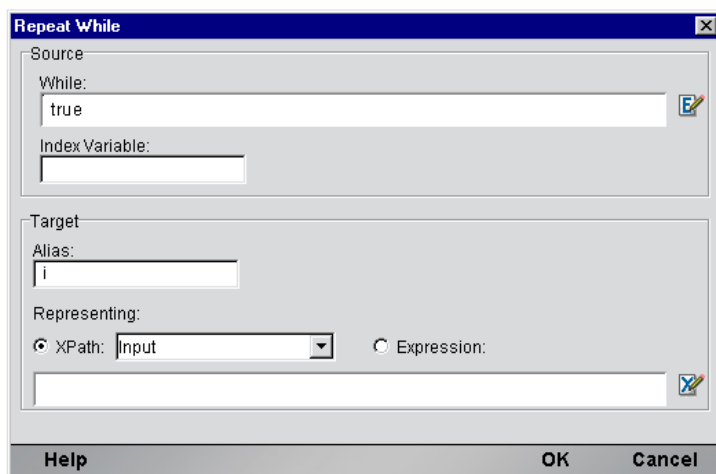 Repeat While
Source
While:
true
Index Variable:
Target
Alias:
i
Representing:
XPath: Input Expression:
Help OK Cancel